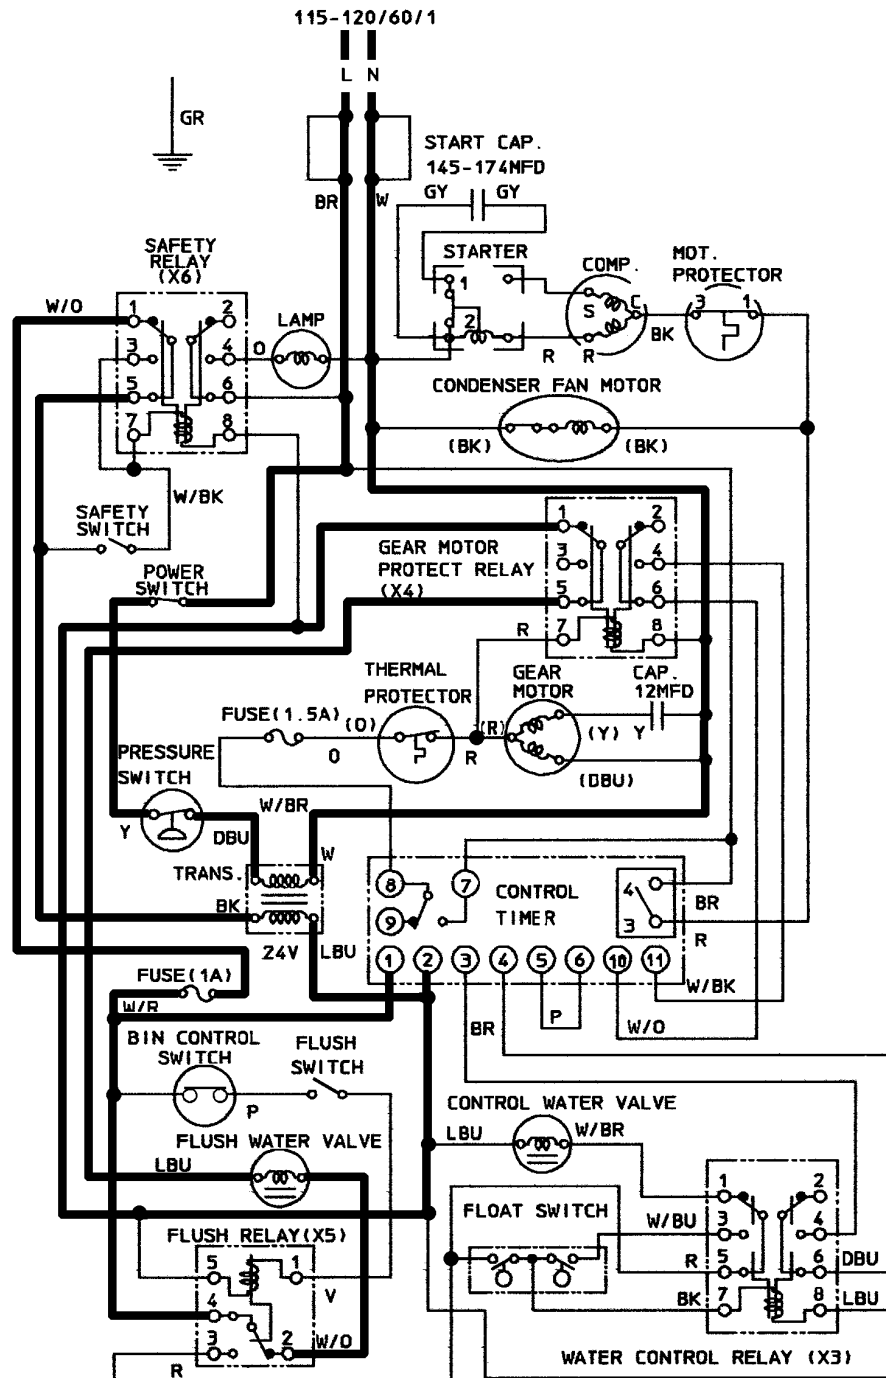 115-120/60/1
L N
GR
START CAP.
145-174MFD
GY GY
BR W
SAFETY
RELAY
(X6)
STARTER
COMP.
MOT.
PROTECTOR
W/O
1 2
LAMP
1
S C
3 1
3 4
O
2
BK
R R
5 6
CONDENSER FAN MOTOR
7 8
(BK) (BK)
W/BK
SAFETY
SWITCH
1 2
GEAR MOTOR
PROTECT RELAY
(X4)
3 4
POWER
SWITCH
5 6
R
7 8
THERMAL
PROTECTOR
GEAR
MOTOR
CAP.
12MFD
FUSE(1.5A)
(O)
(R)
(Y) Y
O
R
PRESSURE
SWITCH
(DBU)
W/BR
Y
DBU
W
TRANS.
8 7
CONTROL
TIMER
4
BR
BK
9
3
R
24V
LBU
1 2 3 4 5 6 10 11
FUSE(1A)
W/BK
W/R
BR
P
W/O
BIN CONTROL
SWITCH
FLUSH
SWITCH
P
CONTROL WATER VALVE
LBU
W/BR
FLUSH WATER VALVE
LBU
1 2
FLOAT SWITCH
W/BU
3 4
FLUSH RELAY(X5)
R
5 6
DBU
5 1
V
BK
7 8
LBU
4
3 2
W/O
R
WATER CONTROL RELAY (X3)